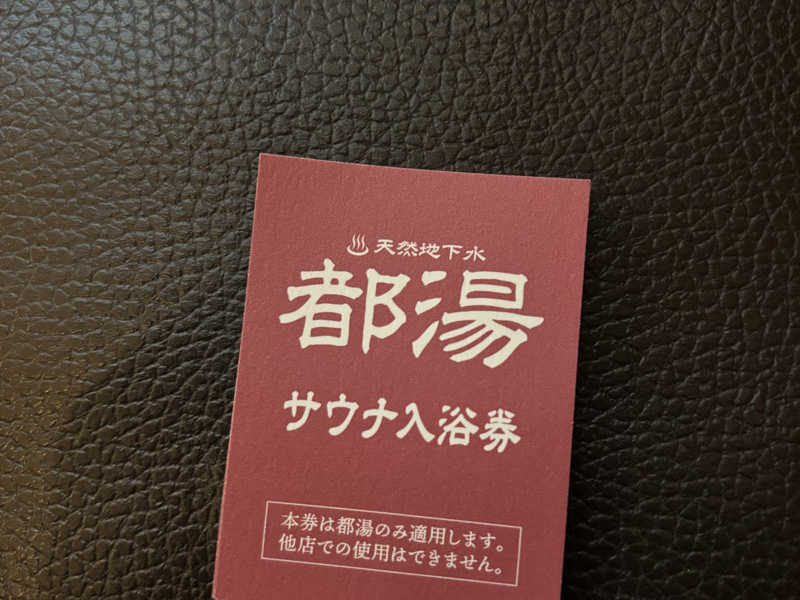 ♨天然地下水
都湯
サウナ入浴券
本券は都湯のみ適用します。
他店での使用はできません。